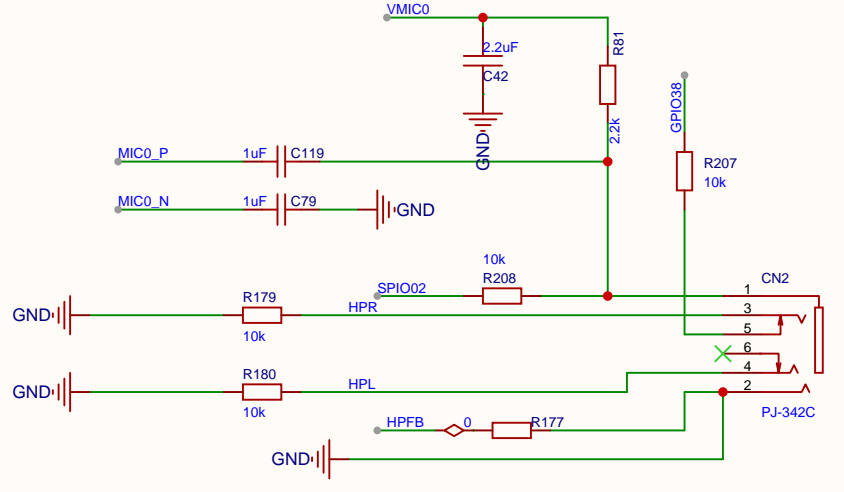 VMIC0
2.2uF
C42
GND
R81
2.2k
GPIO38
R207
10k
MIC0_P
1uF
C119
MIC0_N
1uF
C79
GND
10k
R208
SPIO02
CN2
1
3
5
6
4
2
PJ-342C
GND
R179
10k
HPR
GND
R180
10k
HPL
HPFB
0
R177
GND